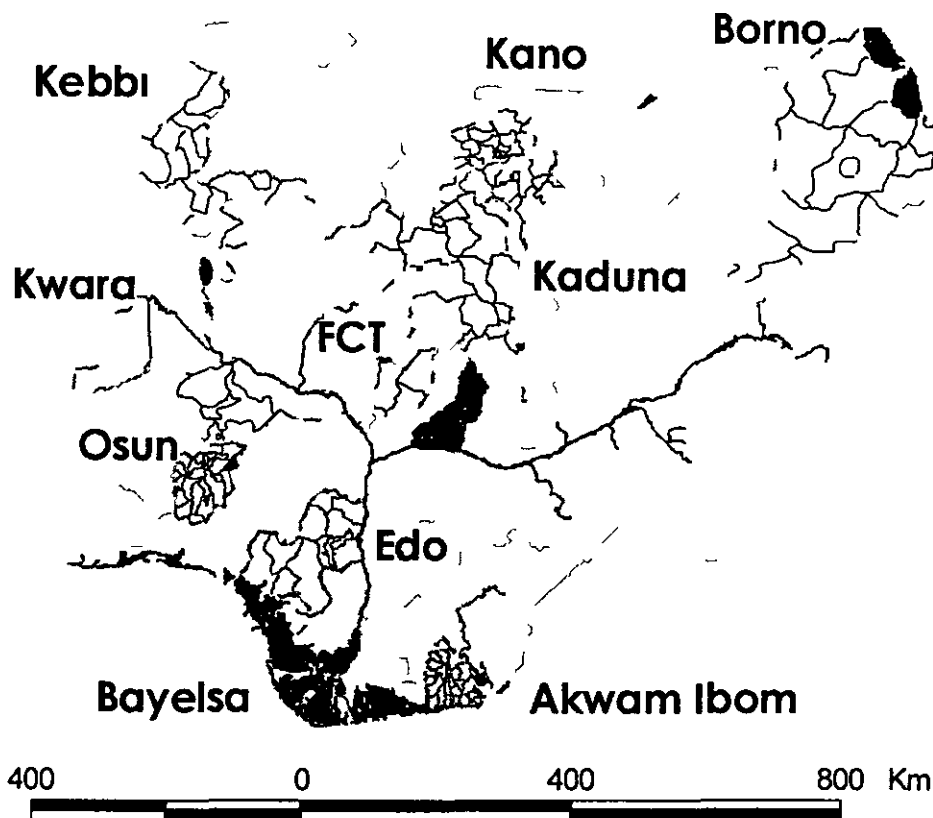 Borno
Kano
Kebbi
Kwara
Kaduna
FCT
Osun
Edo
Bayelsa
Akwam Ibom
400 0 400 800 Km